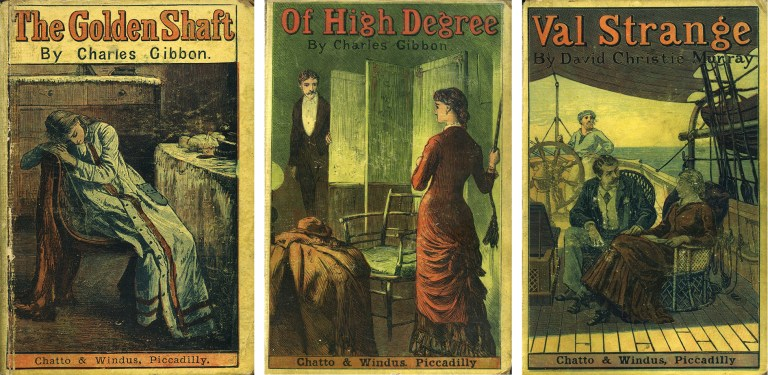 The Golden Shaft
By Charles Gibbon.
Chatto & Windus, Piccadilly.
Of High Degree
By Charles Gibbon.
Chatto & Windus. Piccadilly
Val Strange
By David Christie Murray
Chatto & Windus, Piccadilly